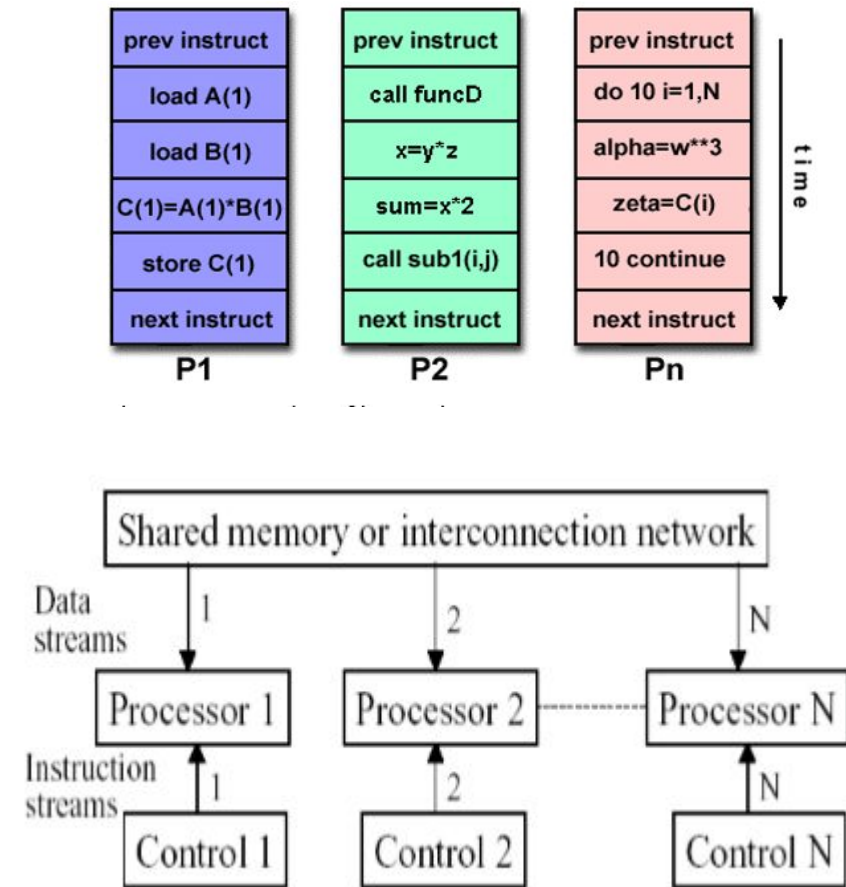 prev instruct
load A(1)
load B(1)
C(1)=A(1)*B(1)
store C(1)
next instruct
P1
prev instruct
call funcD
x=y*z
sum=x*2
call sub1(i,j)
next instruct
P2
prev instruct
do 10 i=1,N
alpha=w**3
zeta=C(i)
10 continue
next instruct
Pn
time
Shared memory or interconnection network
Data
streams
1
2
N
Processor 1
Processor 2
Processor N
Instruction
streams
1
2
N
Control 1
Control 2
Control N